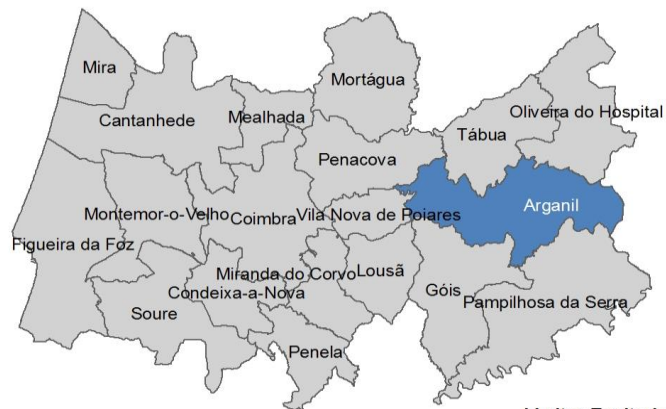 Mira
Mortágua
Cantanhede
Mealhada
Oliveira do Hospital
Tábua
Penacova
Arganil
Montemor-o-Velho
Coimbra
Vila Nova de Poiares
Figueira da Foz
Miranda do Corvo
Lousã
Condeixa-a-Nova
Góis
Pampilhosa da Serra
Soure
Penela